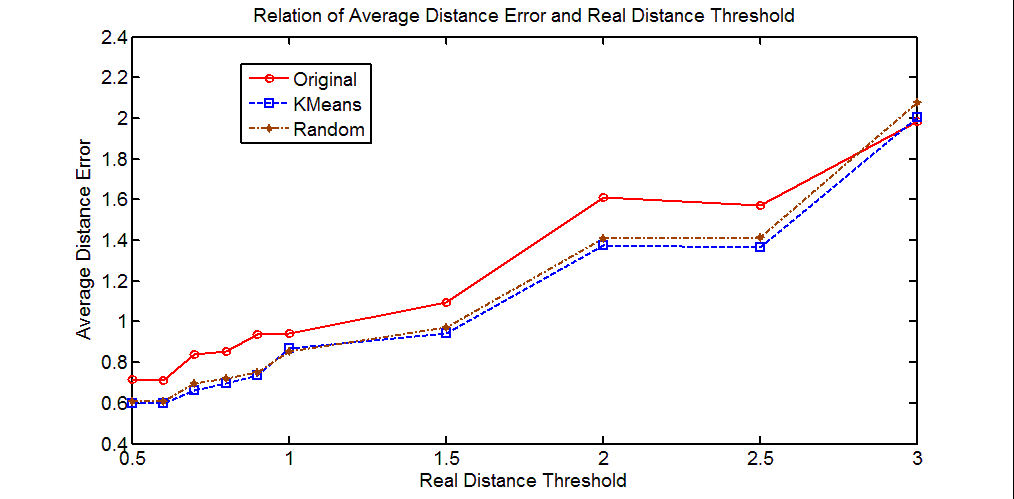 Relation of Average Distance Error and Real Distance Threshold
2.4
2.2
2
1.8
1.6
1.4
1.2
1
0.8
0.6
0.4
Average Distance Error
Original
KMeans
Random
0.5 1 1.5 2 2.5 3
Real Distance Threshold